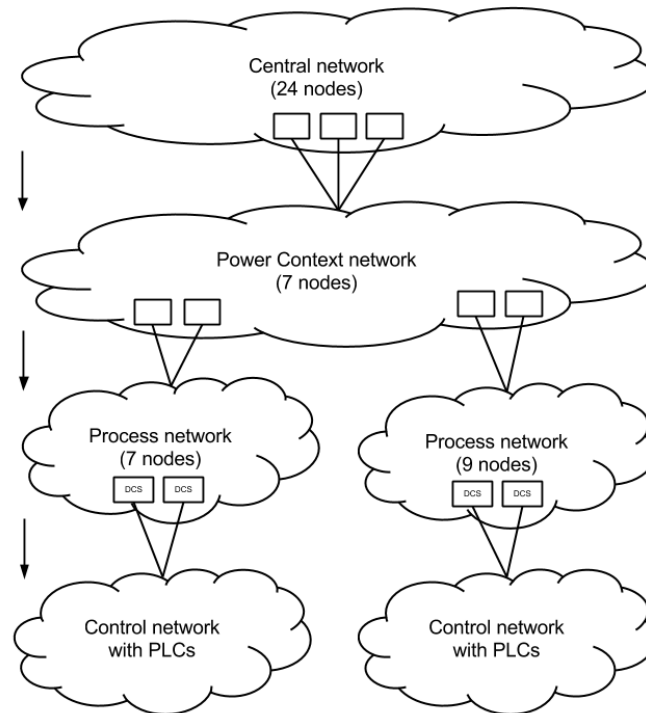 Central network
(24 nodes)
Power Context network
(7 nodes)
Process network
(7 nodes)
Process network
(9 nodes)
DCS
DCS
DCS
DCS
Control network
with PLCs
Control network
with PLCs